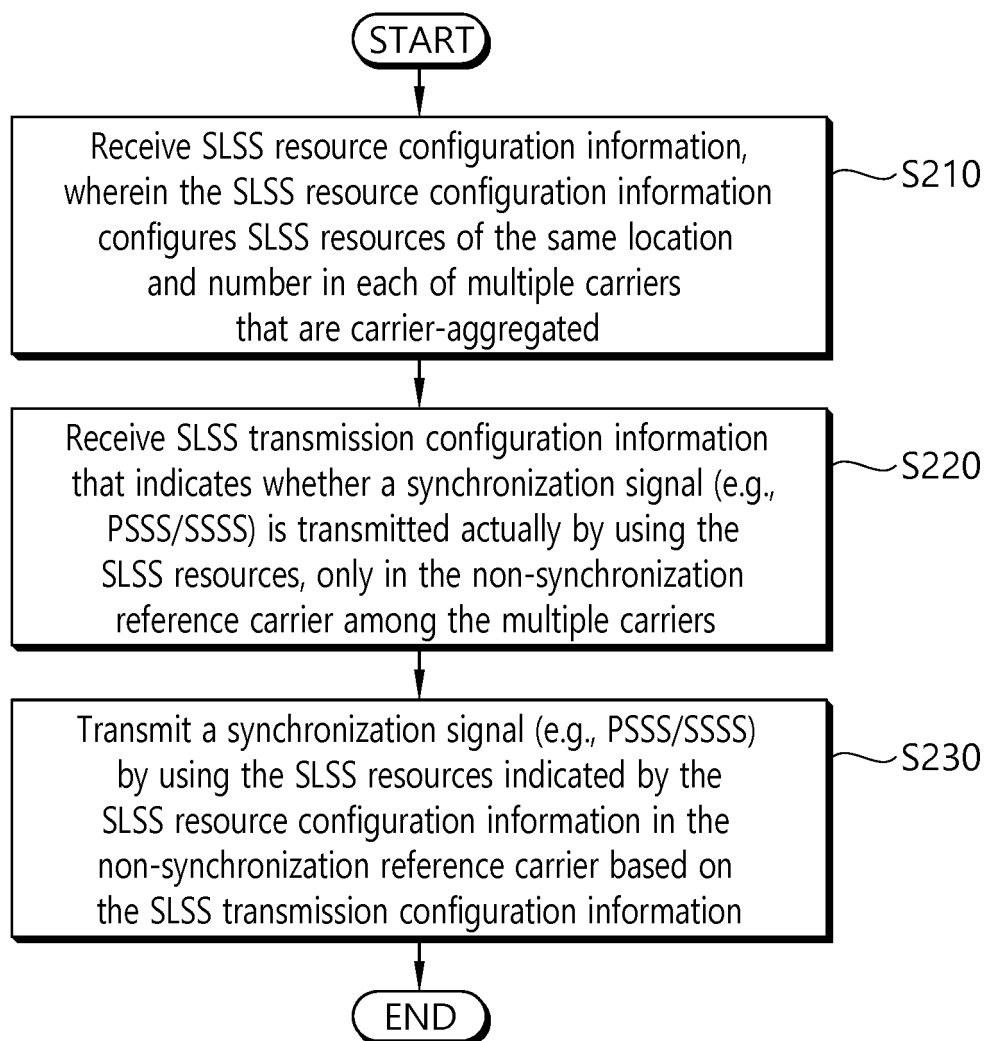 START
Receive SLSS resource configuration information,
wherein the SLSS resource configuration information
configures SLSS resources of the same location
and number in each of multiple carriers
that are carrier-aggregated
S210
Receive SLSS transmission configuration information
that indicates whether a synchronization signal (e.g.,
PSSS/SSSS) is transmitted actually by using the
SLSS resources, only in the non-synchronization
reference carrier among the multiple carriers
S220
Transmit a synchronization signal (e.g., PSSS/SSSS)
by using the SLSS resources indicated by the
SLSS resource configuration information in the
non-synchronization reference carrier based on
the SLSS transmission configuration information
S230
END